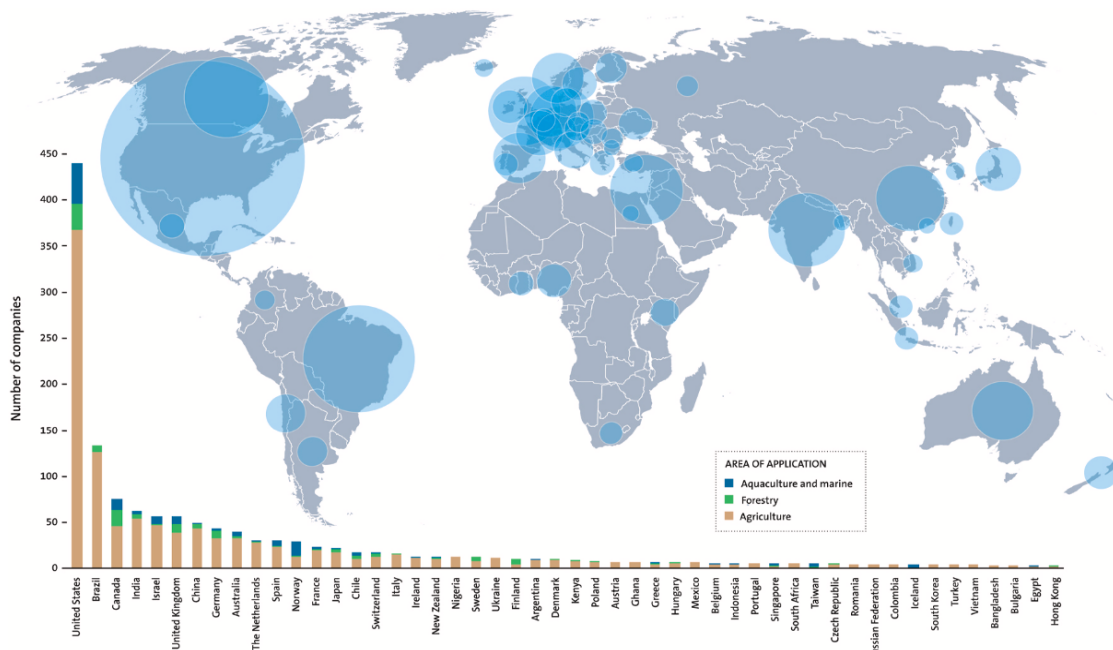 Number of companies
450
400
350
300
250
200
150
100
50
0
AREA OF APPLICATION
Aquaculture and marine
Forestry
Agriculture
United States
Brazil
Canada
India
Israel
United Kingdom
China
Germany
Australia
The Netherlands
Spain
Norway
France
Japan
Chile
Switzerland
Italy
Ireland
New Zealand
Nigeria
Sweden
Ukraine
Finland
Argentina
Denmark
Kenya
Poland
Austria
Ghana
Greece
Hungary
Mexico
Belgium
Indonesia
Portugal
Singapore
South Africa
Taiwan
Czech Republic
Romania
ssian Federation
Colombia
Iceland
South Korea
Turkey
Vietnam
Bangladesh
Bulgaria
Egypt
Hong Kong